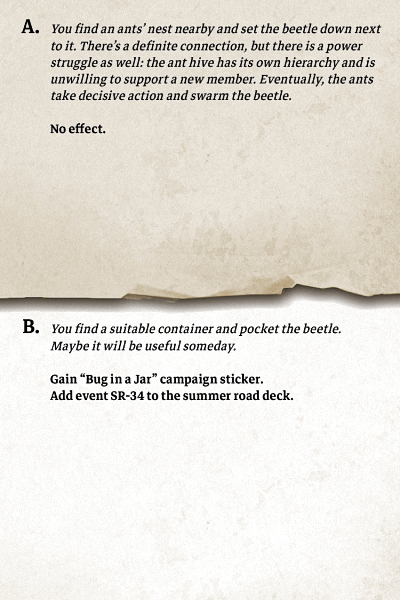 A. You find an ants’ nest nearby and set the beetle down next
to it. There’s a definite connection, but there is a power
struggle as well: the ant hive has its own hierarchy and is
unwilling to support a new member. Eventually, the ants
take decisive action and swarm the beetle.
No effect.
B. You find a suitable container and pocket the beetle.
Maybe it will be useful someday.
Gain “Bug in a Jar” campaign sticker.
Add event SR-34 to the summer road deck.